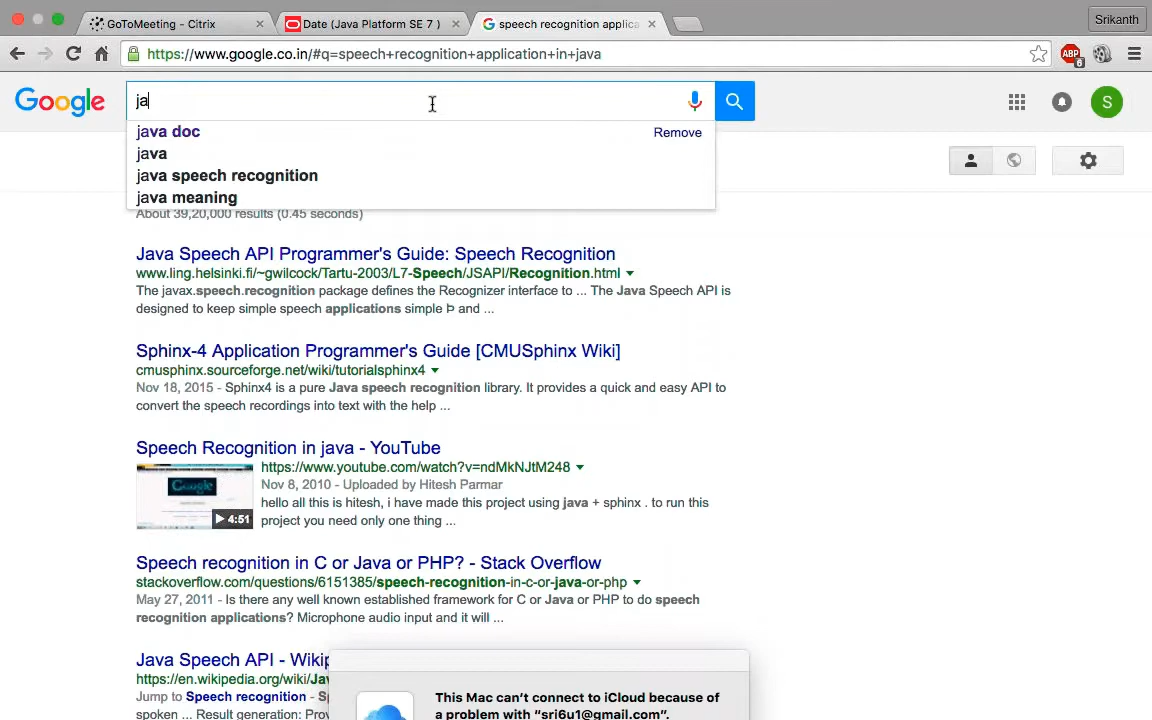 GoToMeeting - Citrix
Date (Java Platform SE 7 )
speech recognition applica
Srikanth
https://www.google.co.in/#q=speech+recognition+application+in+java
ABP
6
Google
ja
S
java doc
Remove
java
java speech recognition
java meaning
About 39,20,000 results (0.45 seconds)
Java Speech API Programmer's Guide: Speech Recognition
www.ling.helsinki.fi/~gwilcock/Tartu-2003/L7-Speech/JSAPI/Recognition.html
The javax.speech.recognition package defines the Recognizer interface to ... The Java Speech API is
designed to keep simple speech applications simple Þ and ...
Sphinx-4 Application Programmer's Guide [CMUSphinx Wiki]
cmusphinx.sourceforge.net/wiki/tutorialsphinx4
Nov 18, 2015 - Sphinx4 is a pure Java speech recognition library. It provides a quick and easy API to
convert the speech recordings into text with the help ...
Speech Recognition in java - YouTube
https://www.youtube.com/watch?v=ndMkNJtM248
Nov 8, 2010 - Uploaded by Hitesh Parmar
hello all this is hitesh, i have made this project using java + sphinx . to run this
project you need only one thing ...
Google
4:51
Speech recognition in C or Java or PHP? - Stack Overflow
stackoverflow.com/questions/6151385/speech-recognition-in-c-or-java-or-php
May 27, 2011 - Is there any well known established framework for C or Java or PHP to do speech
recognition applications? Microphone audio input and it will ...
Java Speech API - Wikip
https://en.wikipedia.org/wiki/Jav
Jump to Speech recognition - Sp
spoken ... Result generation: Prov
This Mac can't connect to iCloud because of
a problem with “sri6u1@gmail.com”.